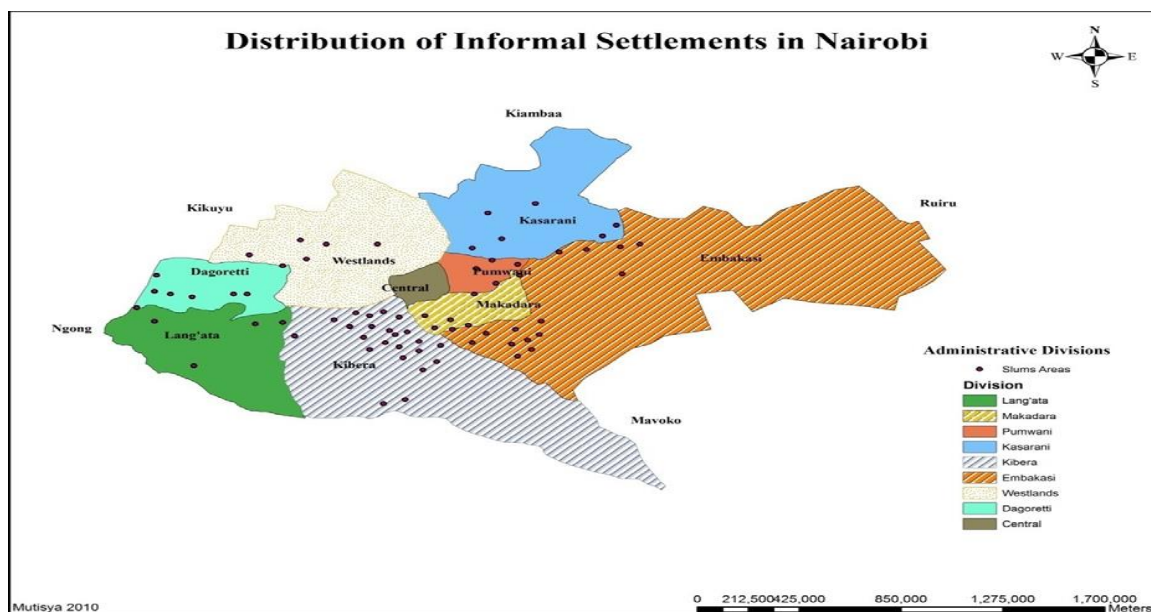 Distribution of Informal Settlements in Nairobi
N
W E
S
Kiambaa
Kikuyu
Ruiru
Kasarani
Westlands
Embakasi
Dagoretti
Pumwani
Central
Makadara
Ngong
Lang'ata
Kibera
Mavoko
Administrative Divisions
Slums Areas
Division
Lang'ata
Makadara
Pumwani
Kasarani
Kibera
Embakasi
Westlands
Dagoretti
Central
Mutisya 2010
0 212,500 425,000 850,000 1,275,000 1,700,000
Meters